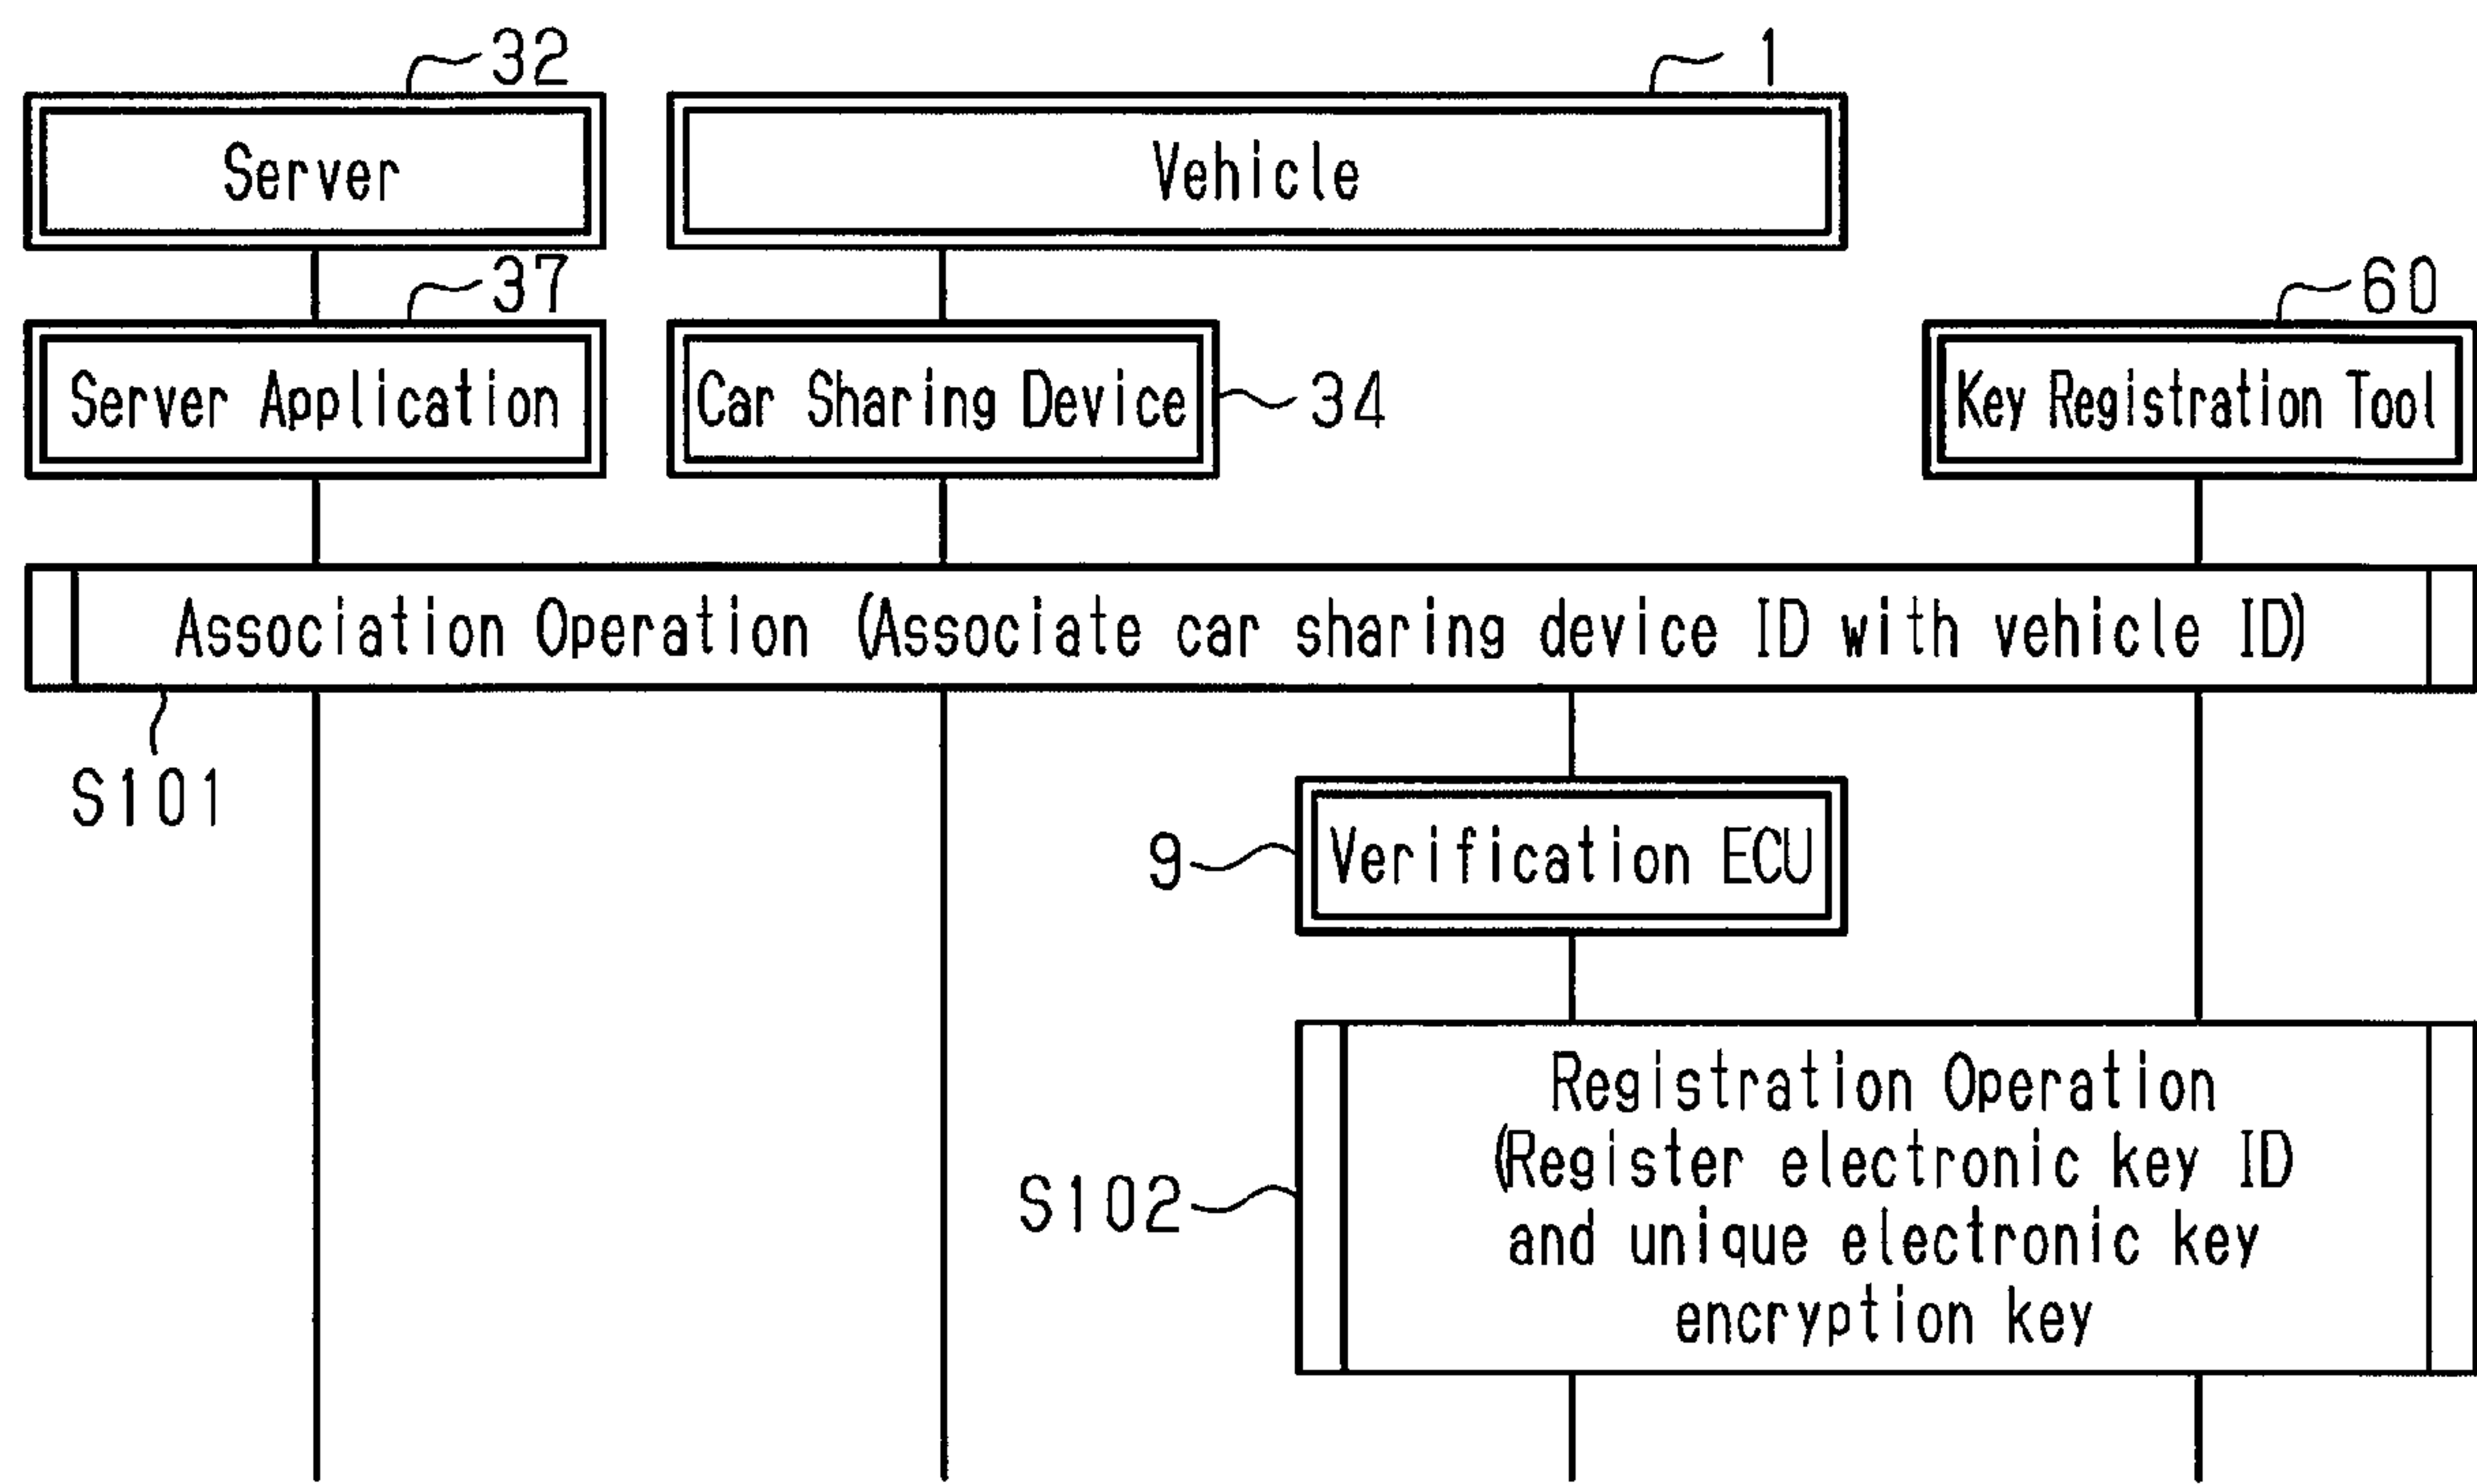 32
1
Server
Vehicle
37
60
Server Application
Car Sharing Device
34
Key Registration Tool
Association Operation (Associate car sharing device ID with vehicle ID)
S101
9
Verification ECU
Registration Operation
(Register electronic key ID
S102
and unique electronic key
encryption key